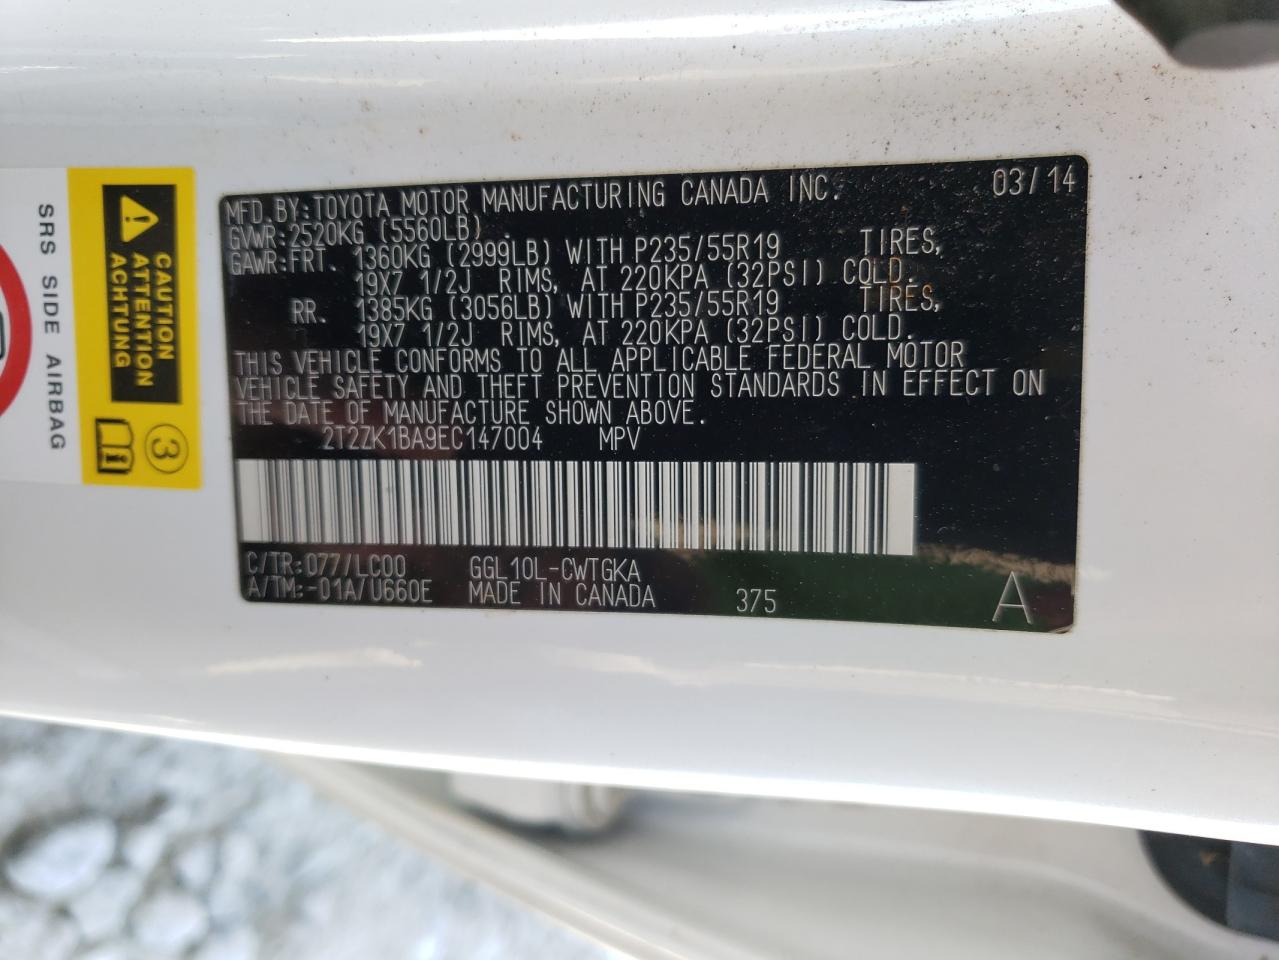 MFD.BY:TOYOTA MOTOR MANUFACTURING CANADA INC. 03/14
GVWR:2520KG (5560LB)
GAWR:FRT. 1360KG (2999LB) WITH P235/55R19 TIRES,
19X7 1/2J RIMS, AT 220KPA (32PSI) COLD.
RR. 1385KG (3056LB) WITH P235/55R19 TIRES,
19X7 1/2J RIMS, AT 220KPA (32PSI) COLD.
THIS VEHICLE CONFORMS TO ALL APPLICABLE FEDERAL MOTOR
VEHICLE SAFETY AND THEFT PREVENTION STANDARDS IN EFFECT ON
THE DATE OF MANUFACTURE SHOWN ABOVE.
2T2ZK1BA9EC147004 MPV
C/TR:077/LC00 GGL10L-CWTGKA
A/TM:-01A/U660E MADE IN CANADA 375 A
CAUTION
ATTENTION
ACHTUNG
3
i
SRS SIDE AIRBAG